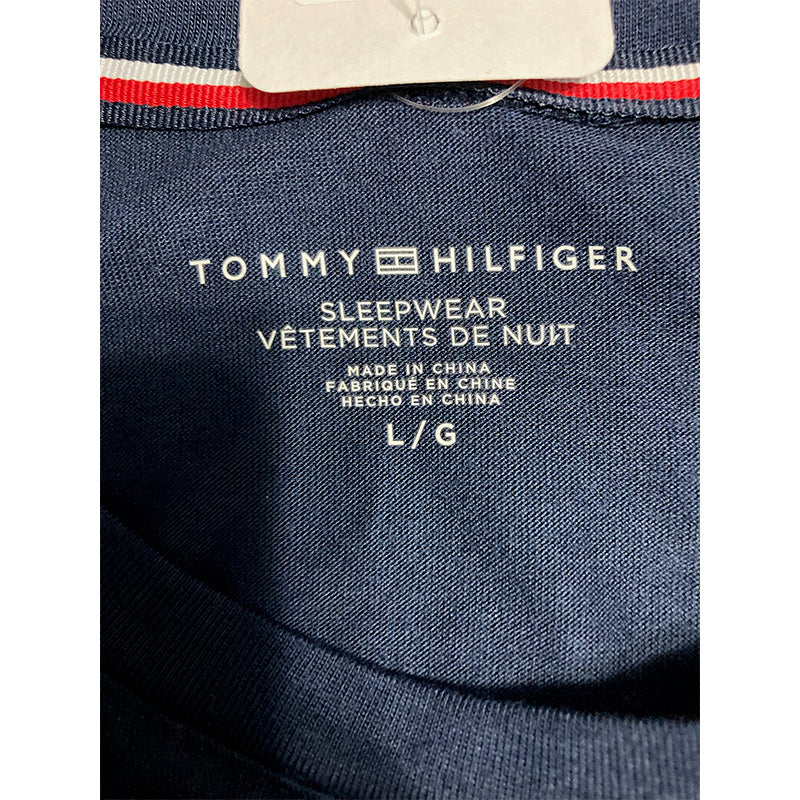 TOMMY HILFIGER
SLEEPWEAR
VÊTEMENTS DE NUIT
MADE IN CHINA
FABRIQUÉ EN CHINE
HECHO EN CHINA
L / G